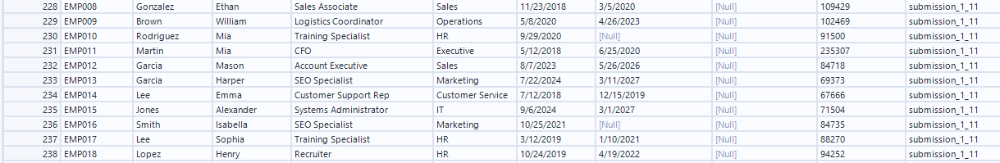 228 EMP008 Gonzalez Ethan Sales Associate Sales 11/23/2018 3/5/2020 [Null] 109429 submission_1_11
229 EMP009 Brown William Logistics Coordinator Operations 5/8/2020 4/26/2023 [Null] 102469 submission_1_11
230 EMP010 Rodriguez Mia Training Specialist HR 9/29/2020 [Null] [Null] 91500 submission_1_11
231 EMP011 Martin Mia CFO Executive 5/12/2018 6/25/2020 [Null] 235307 submission_1_11
232 EMP012 Garcia Mason Account Executive Sales 8/7/2023 5/26/2026 [Null] 84718 submission_1_11
233 EMP013 Garcia Harper SEO Specialist Marketing 7/22/2024 3/11/2027 [Null] 69373 submission_1_11
234 EMP014 Lee Emma Customer Support Rep Customer Service 7/12/2018 12/15/2019 [Null] 67666 submission_1_11
235 EMP015 Jones Alexander Systems Administrator IT 9/6/2024 3/1/2027 [Null] 71504 submission_1_11
236 EMP016 Smith Isabella SEO Specialist Marketing 10/25/2021 [Null] [Null] 84735 submission_1_11
237 EMP017 Lee Sophia Training Specialist HR 3/12/2019 1/10/2021 [Null] 88270 submission_1_11
238 EMP018 Lopez Henry Recruiter HR 10/24/2019 4/19/2022 [Null] 94252 submission_1_11